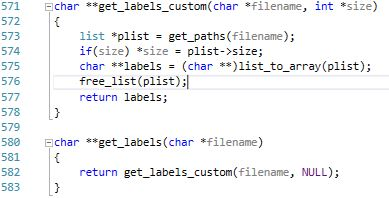 571 char **get_labels_custom(char *filename, int *size)
572 {
573 list *plist = get_paths(filename);
574 if(size) *size = plist->size;
575 char **labels = (char **)list_to_array(plist);
576 free_list(plist);
577 return labels;
578 }
579
580 char **get_labels(char *filename)
581 {
582 return get_labels_custom(filename, NULL);
583 }